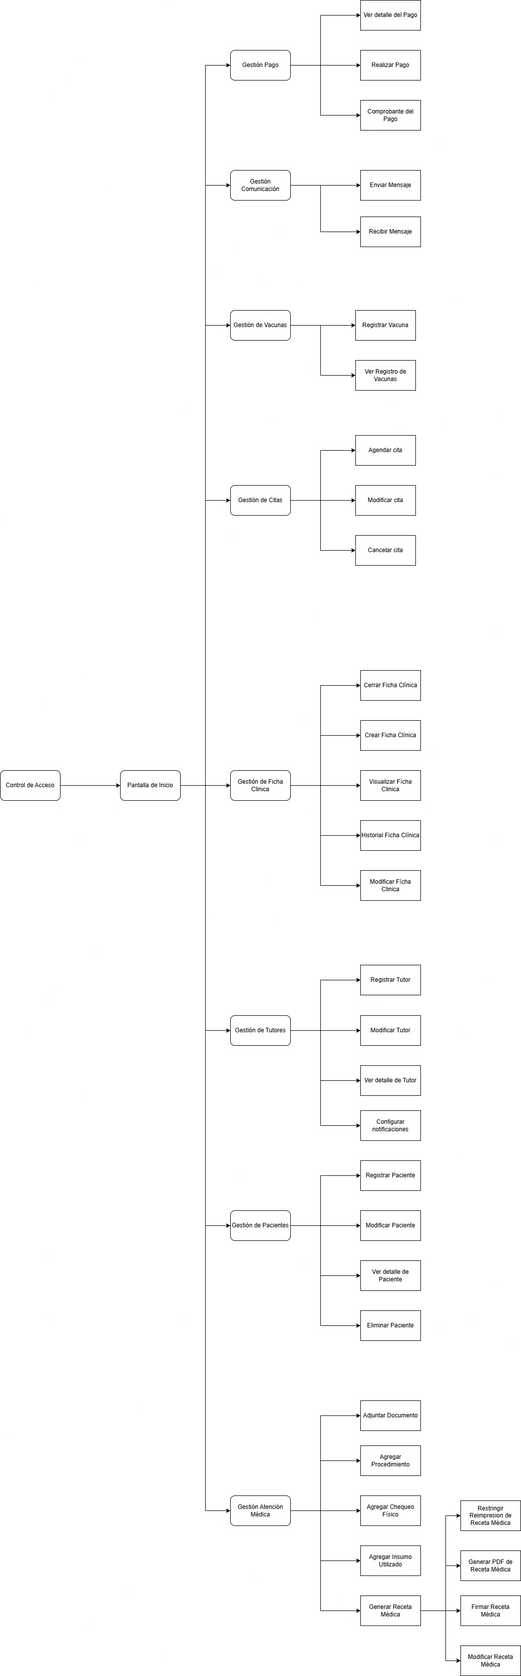 Ver detalle del Pago
Gestión Pago
Realizar Pago
Comprobante del
Pago
Gestión
Comunicación
Enviar Mensaje
Recibir Mensaje
Gestión de Vacunas
Registrar Vacuna
Ver Registro de
Vacunas
Agendar cita
Gestión de Citas
Modificar cita
Cancelar cita
Cerrar Ficha Clínica
Crear Ficha Clínica
Control de Acceso
Pantalla de Inicio
Gestión de Ficha
Clinica
Visualizar Ficha
Clinica
Historial Ficha Clínica
Modificar Ficha
Clinica
Registrar Tutor
Gestión de Tutores
Modificar Tutor
Ver detalle de Tutor
Configurar
notificaciones
Registrar Paciente
Gestión de Pacientes
Modificar Paciente
Ver detalle de
Paciente
Eliminar Paciente
Adjuntar Documento
Agregar
Procedimiento
Gestión Atención
Médica
Agregar Chequeo
Físico
Restringir
Reimpresion de
Receta Médica
Agregar Insumo
Utilizado
Generar PDF de
Receta Médica
Generar Receta
Médica
Firmar Receta
Médica
Modificar Receta
Médica